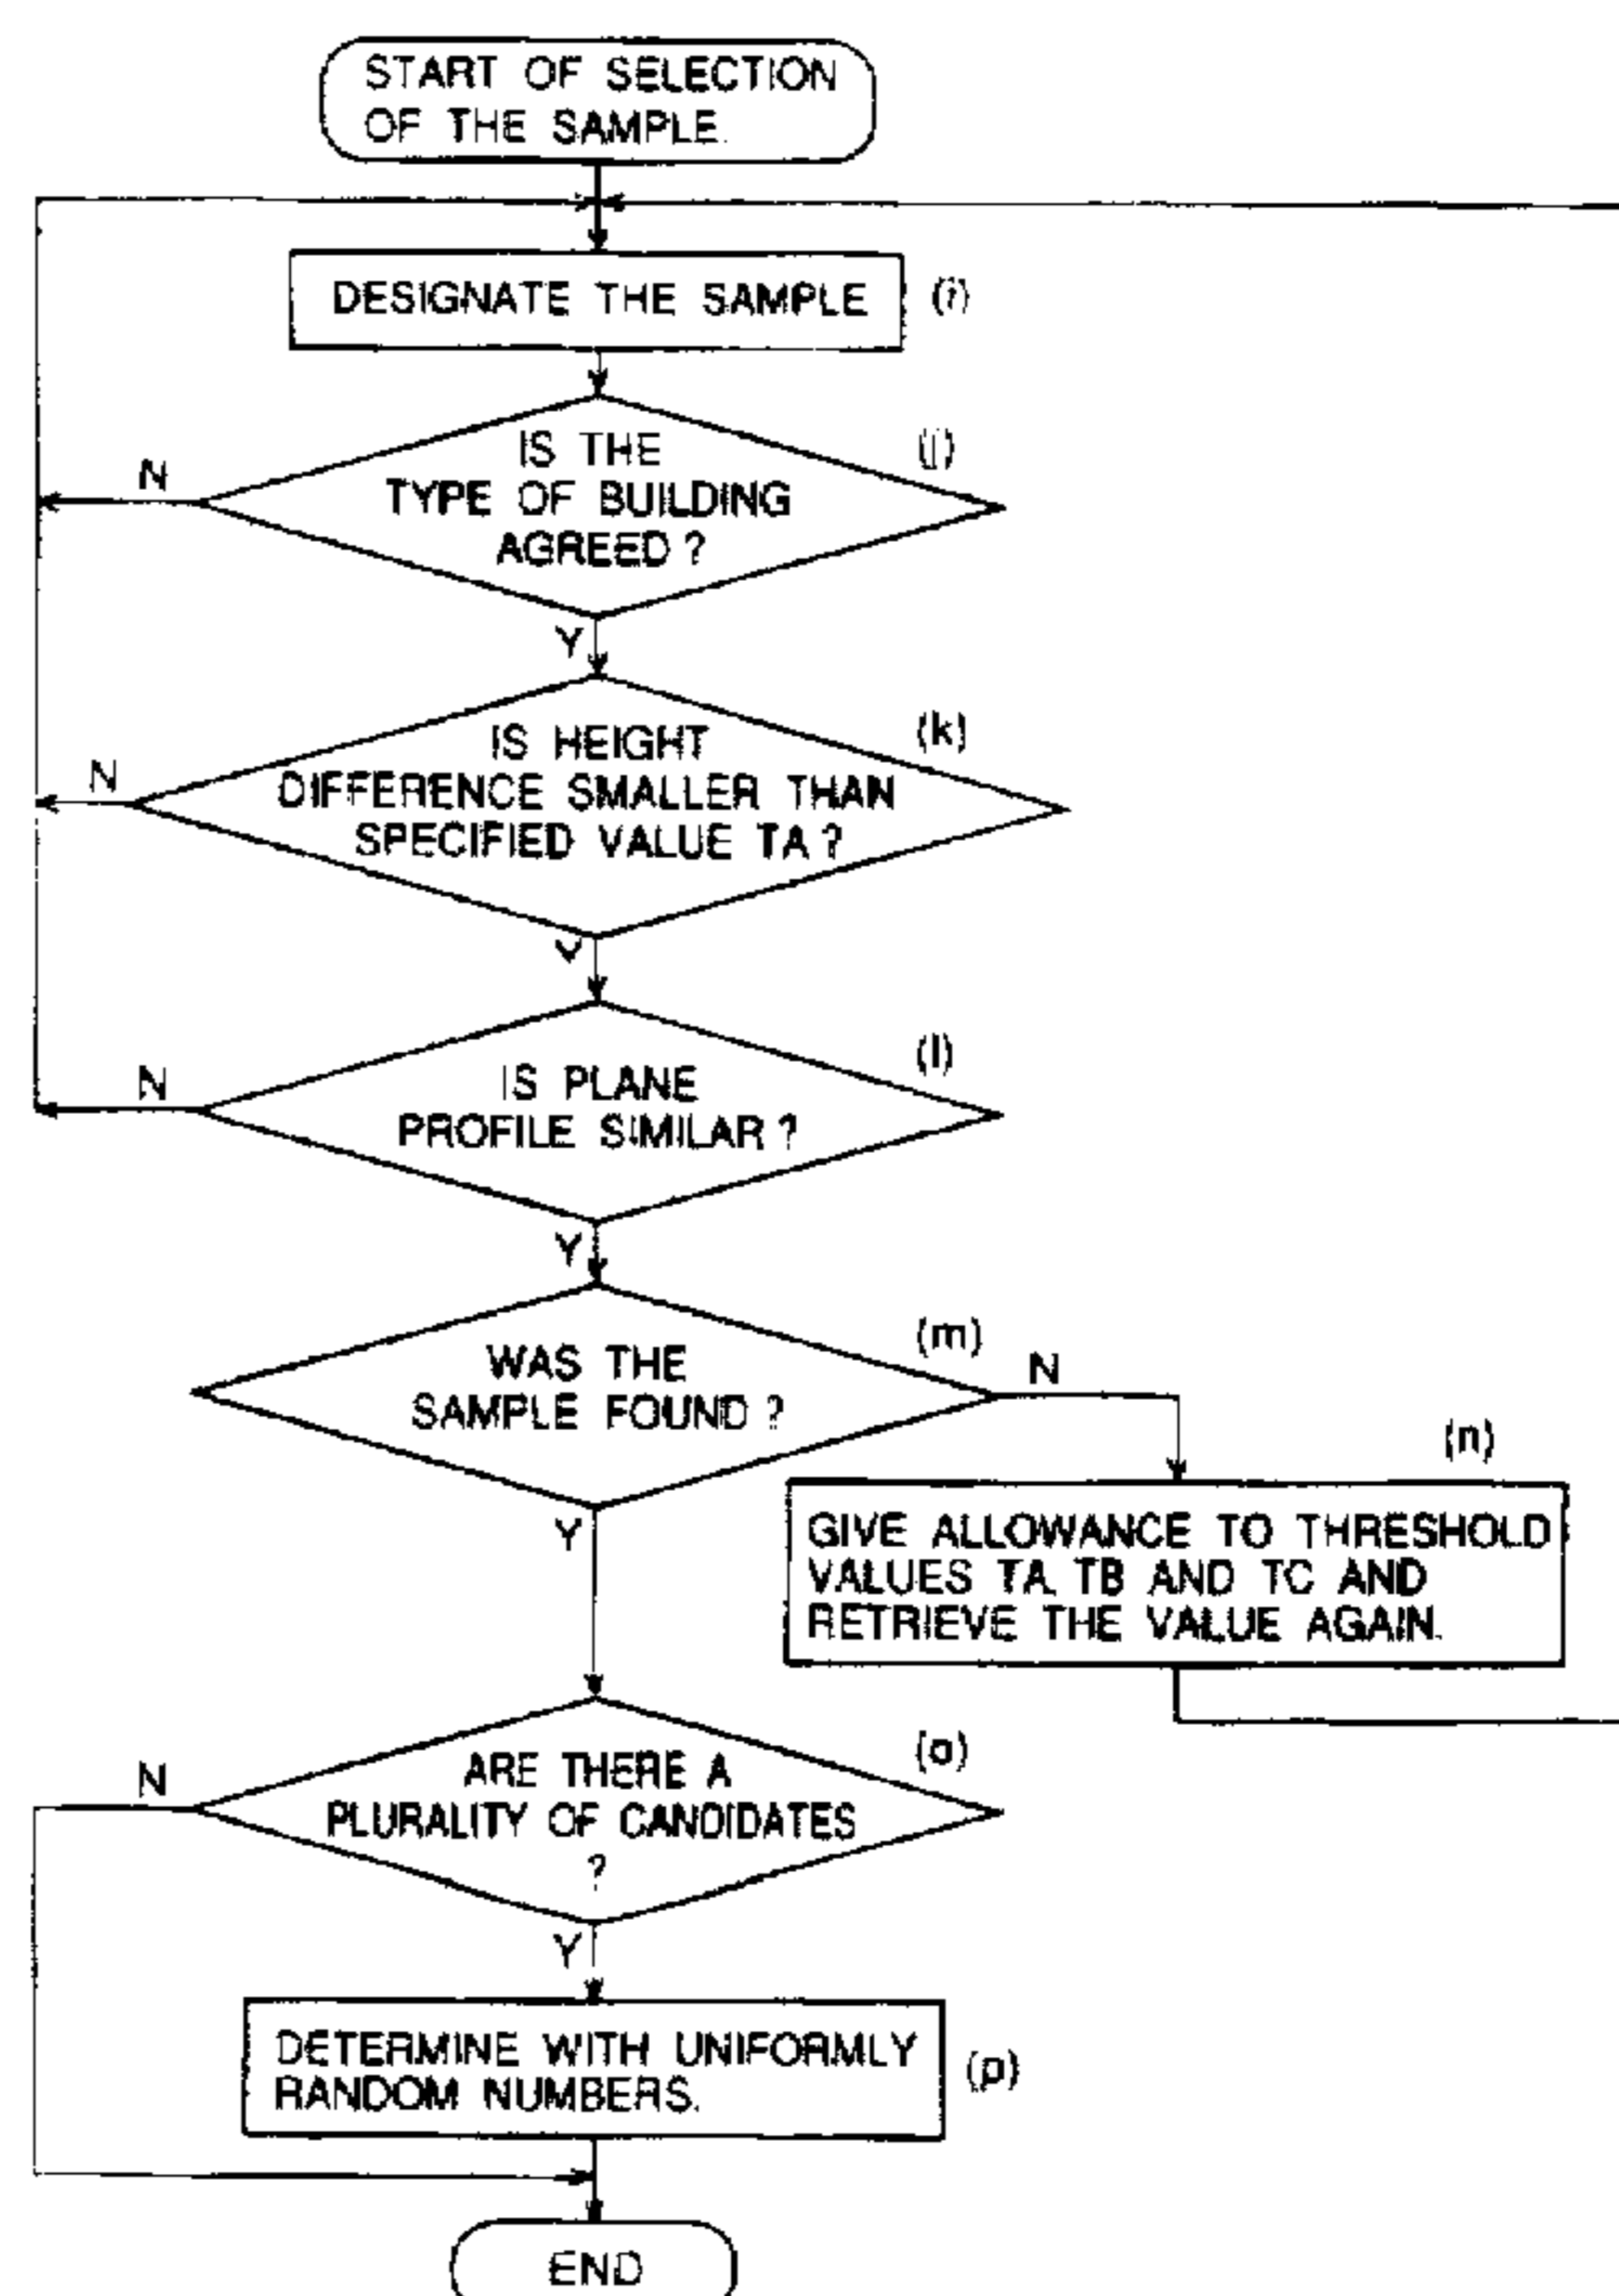 START OF SELECTION
OF THE SAMPLE.
DESIGNATE THE SAMPLE
(i)
IS THE
TYPE OF BUILDING
AGREED ?
(j)
N
Y
IS HEIGHT
DIFFERENCE SMALLER THAN
SPECIFIED VALUE TA ?
(k)
N
Y
IS PLANE
PROFILE SIMILAR ?
(l)
N
Y
WAS THE
SAMPLE FOUND ?
(m)
N
Y
(n)
GIVE ALLOWANCE TO THRESHOLD
VALUES TA. TB AND TC AND
RETRIEVE THE VALUE AGAIN.
ARE THERE A
PLURALITY OF CANDIDATES
?
(o)
N
Y
DETERMINE WITH UNIFORMLY
RANDOM NUMBERS.
(p)
END